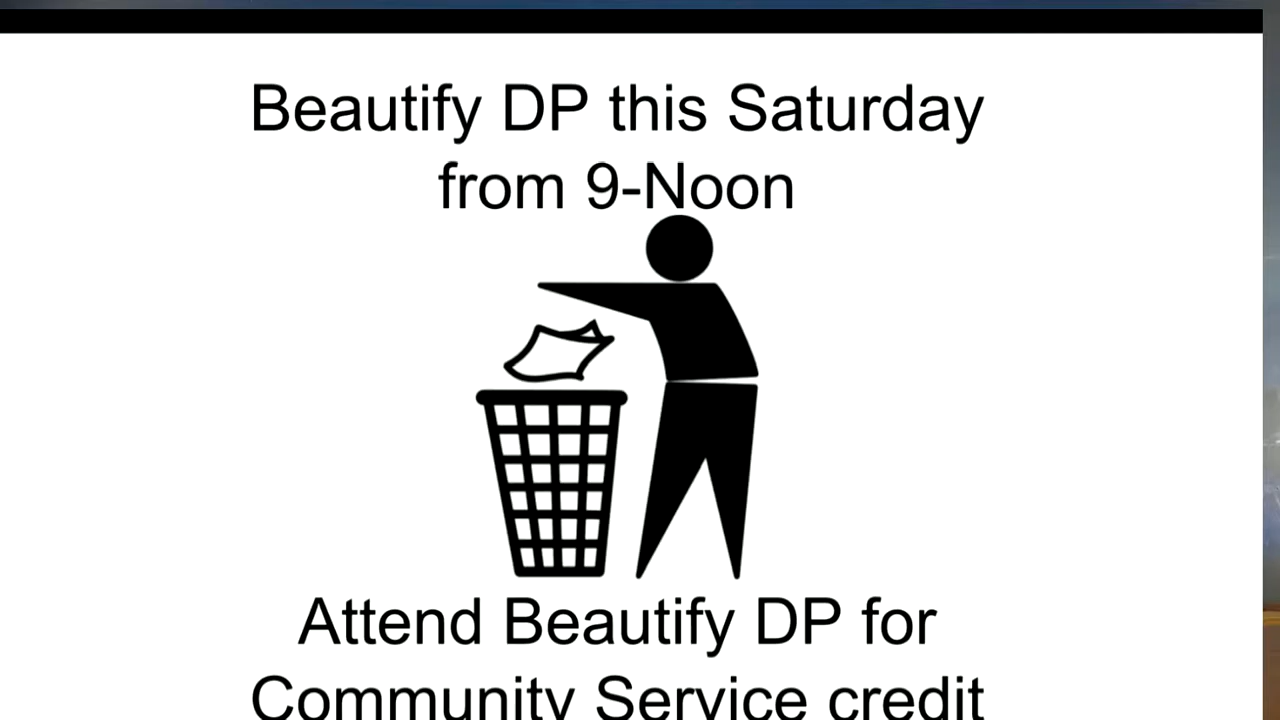 Beautify DP this Saturday
from 9-Noon
Attend Beautify DP for
Community Service credit